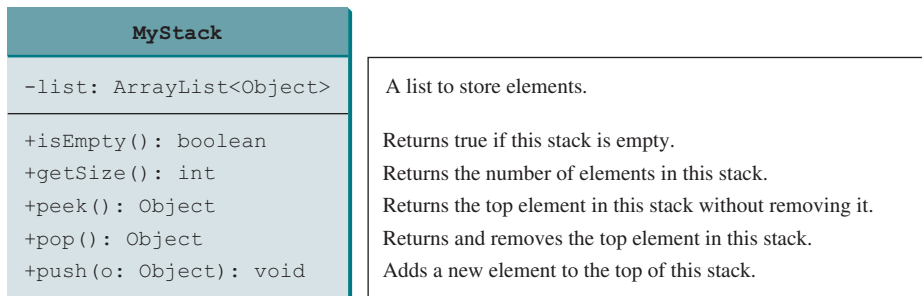 MyStack
-list: ArrayList<Object> A list to store elements.
+isEmpty(): boolean Returns true if this stack is empty.
+getSize(): int Returns the number of elements in this stack.
+peek(): Object Returns the top element in this stack without removing it.
+pop(): Object Returns and removes the top element in this stack.
+push(o: Object): void Adds a new element to the top of this stack.